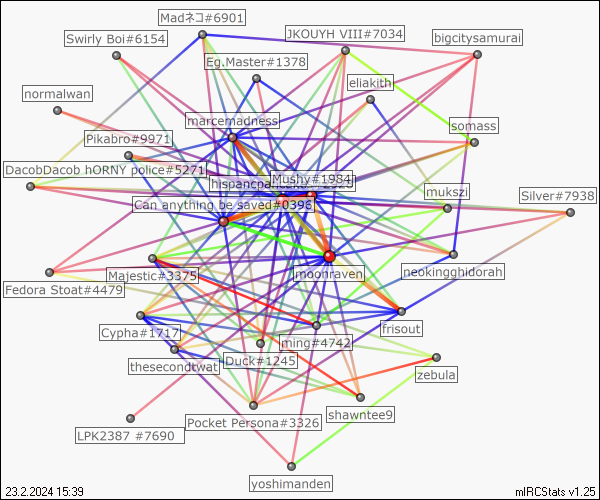 Madネコ#6901
Swirly Boi#6154
JKOUYH VIII#7034
bigcitysamurai
Eg.Master#1378
eliakith
normalwan
marcemadness
somass
Pikabro#9971
DacobDacob hORNY police#5271
Mushy#1984
mukszi
Silver#7938
Can anything be saved#0396
moonraven
neokingghidorah
Majestic#3375
Fedora Stoat#4479
Cypha#1717
frisout
ming#4742
Duck#1245
thesecondtwat
zebula
shawntee9
Pocket Persona#3326
LPK2387 #7690
yoshimanden
23.2.2024 15:39
mIRCStats v1.25